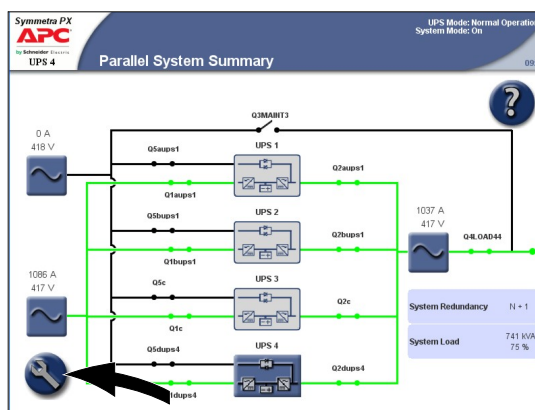 Symmetra PX
APC
by Schneider Electric
UPS 4
Parallel System Summary
UPS Mode: Normal Operation
System Mode: On
09:
?
Q3MAINT3
0 A
418 V
Q5aups1
UPS 1
Q2aups1
Q1aups1
Q5bups1
UPS 2
Q2bups1
Q1bups1
1037 A
417 V
Q4LOAD44
1086 A
417 V
Q5c
UPS 3
Q2c
Q1c
System Redundancy N + 1
System Load 741 kVA
75 %
Q5dups4
UPS 4
Q2dups4
1dups4